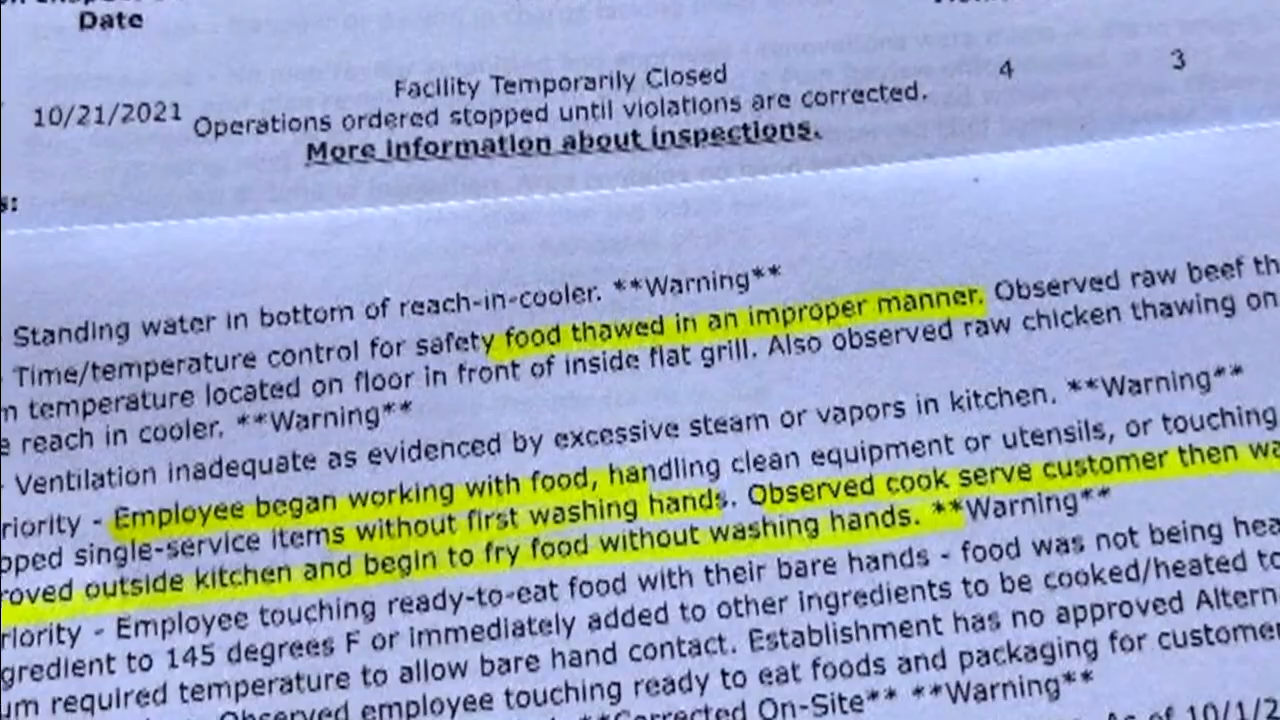 Date
10/21/2021
Facility Temporarily Closed
Operations ordered stopped until violations are corrected.
More information about inspections.
4
3
s:
Standing water in bottom of reach-in-cooler. **Warning**
Time/temperature control for safety food thawed in an improper manner. Observed raw beef th
m temperature located on floor in front of inside flat grill. Also observed raw chicken thawing on
e reach in cooler. **Warning**
- Ventilation inadequate as evidenced by excessive steam or vapors in kitchen. **Warning**
riority - Employee began working with food, handling clean equipment or utensils, or touching
pped single-service items without first washing hands. Observed cook serve customer then wa
roved outside kitchen and begin to fry food without washing hands. **Warning**
riority - Employee touching ready-to-eat food with their bare hands - food was not being hea
gredient to 145 degrees F or immediately added to other ingredients to be cooked/heated to
um required temperature to allow bare hand contact. Establishment has no approved Altern
Observed employee touching ready to eat foods and packaging for custome
**Corrected On-Site** **Warning**
As of 10/1/2